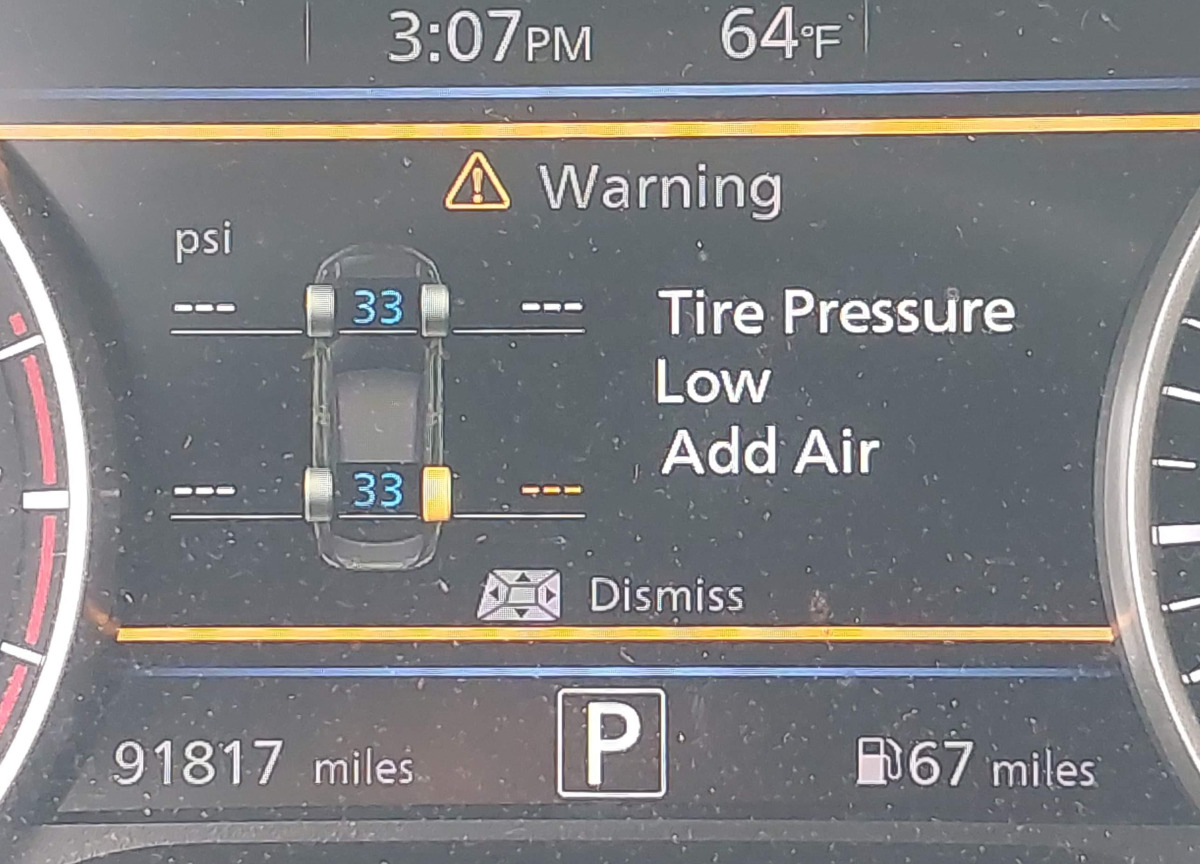 3:07PM 64°F
Warning
psi
--- 33 ---
Tire Pressure
Low
Add Air
--- 33 ---
Dismiss
P
91817 miles 67 miles